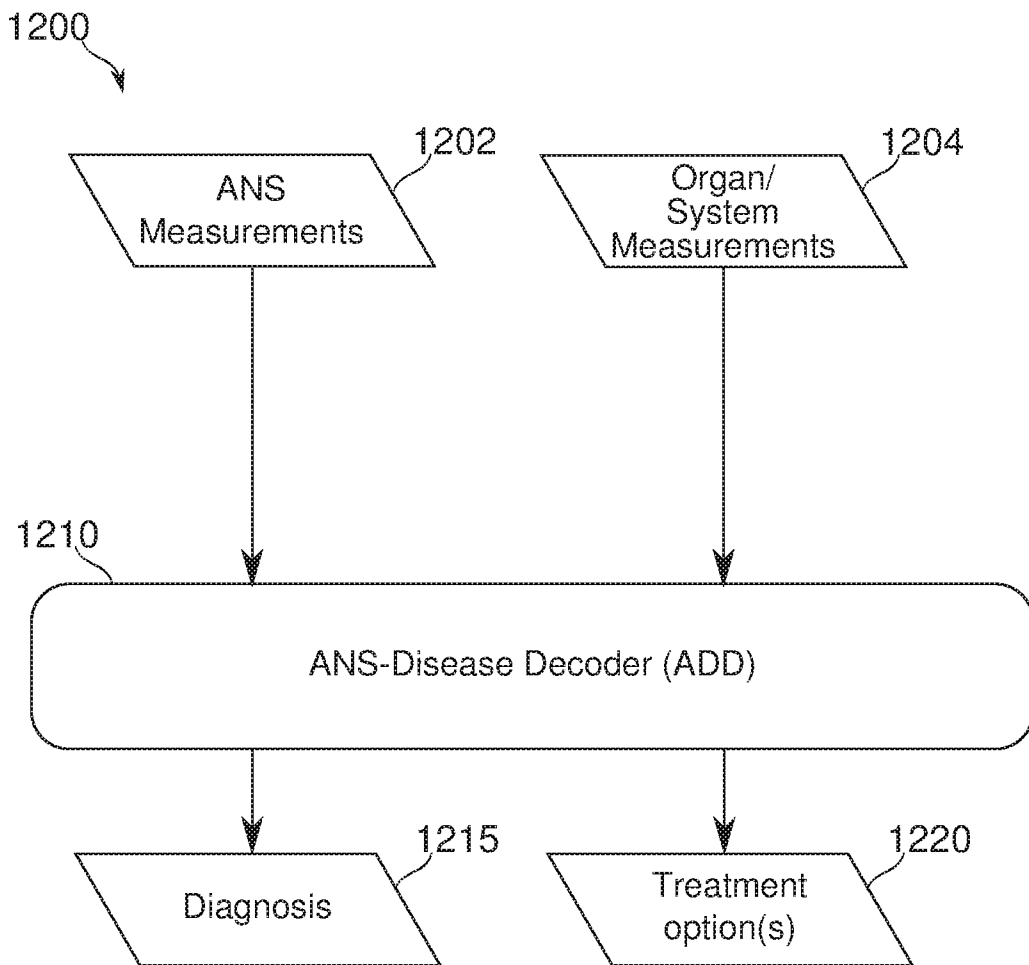 1200
1202
ANS
Measurements
1204
Organ/
System
Measurements
1210
ANS-Disease Decoder (ADD)
1215
Diagnosis
1220
Treatment
option(s)